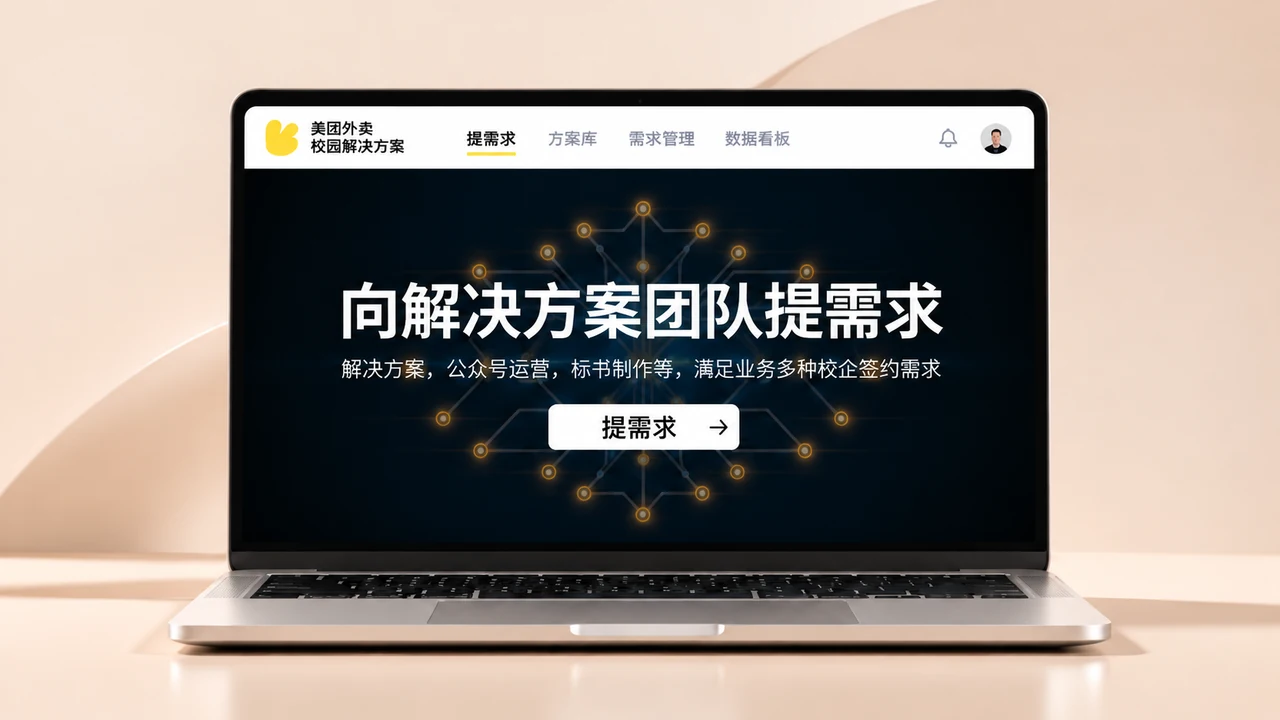 美团外卖
校园解决方案
提需求
方案库
需求管理
数据看板
向解决方案团队提需求
解决方案，公众号运营，标书制作等，满足业务多种校企签约需求
提需求 →